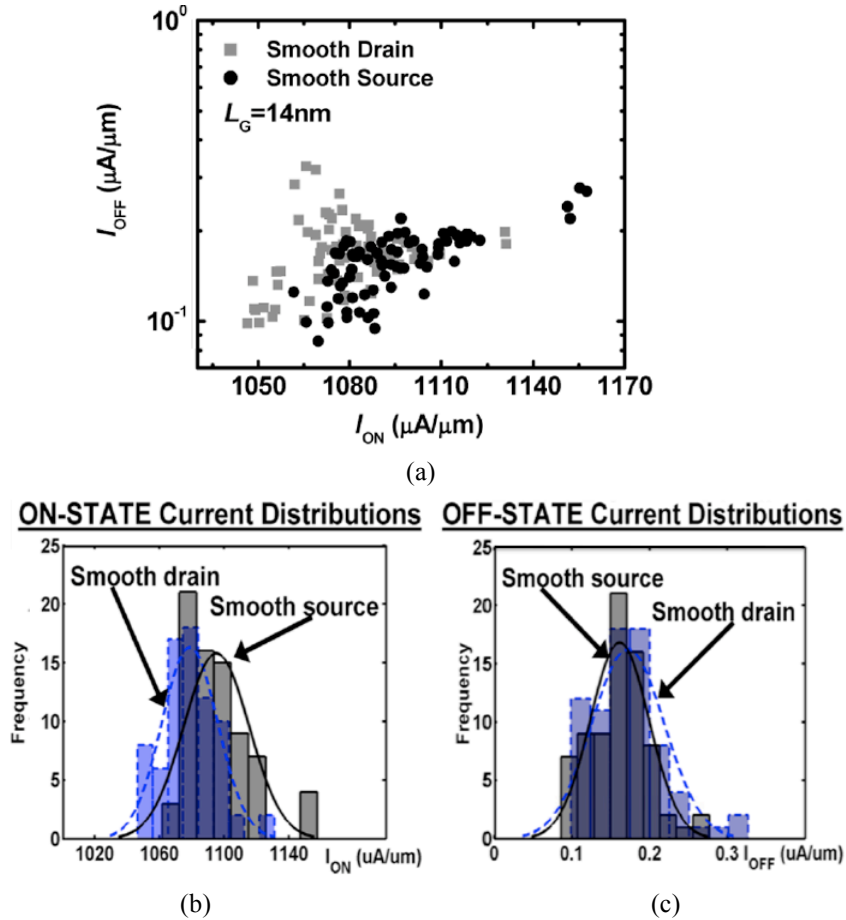 10⁰
Smooth Drain
Smooth Source
L_G=14nm
I_OFF (μA/μm)
10⁻¹
1050 1080 1110 1140 1170
I_ON (μA/μm)
(a)
ON-STATE Current Distributions
25
20
15
10
5
0
Frequency
Smooth drain
Smooth source
1020 1060 1100 1140 I_ON (uA/um)
(b)
OFF-STATE Current Distributions
25
20
15
10
5
0
Frequency
Smooth source
Smooth drain
0 0.1 0.2 0.3 I_OFF (uA/um)
(c)